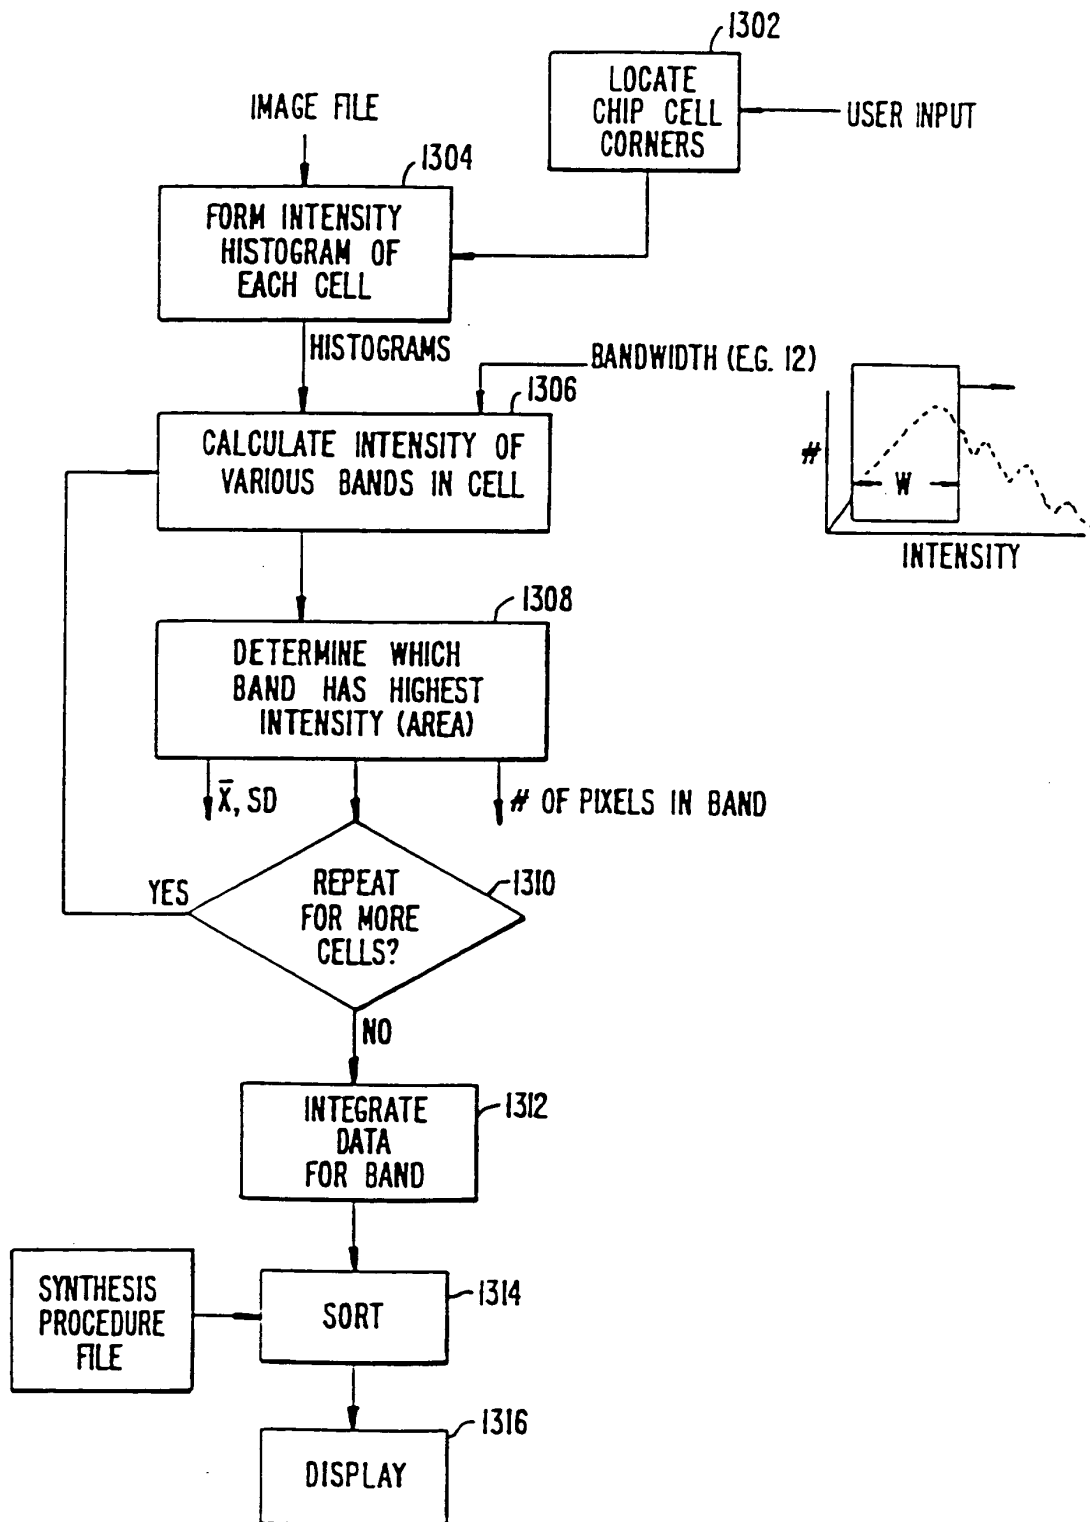 1302
LOCATE
CHIP CELL
CORNERS
USER INPUT
IMAGE FILE
1304
FORM INTENSITY
HISTOGRAM OF
EACH CELL
HISTOGRAMS
BANDWIDTH (E.G. 12)
1306
CALCULATE INTENSITY OF
VARIOUS BANDS IN CELL
#
W
INTENSITY
1308
DETERMINE WHICH
BAND HAS HIGHEST
INTENSITY (AREA)
X̅, SD
# OF PIXELS IN BAND
YES
1310
REPEAT
FOR MORE
CELLS?
NO
1312
INTEGRATE
DATA
FOR BAND
SYNTHESIS
PROCEDURE
FILE
1314
SORT
1316
DISPLAY